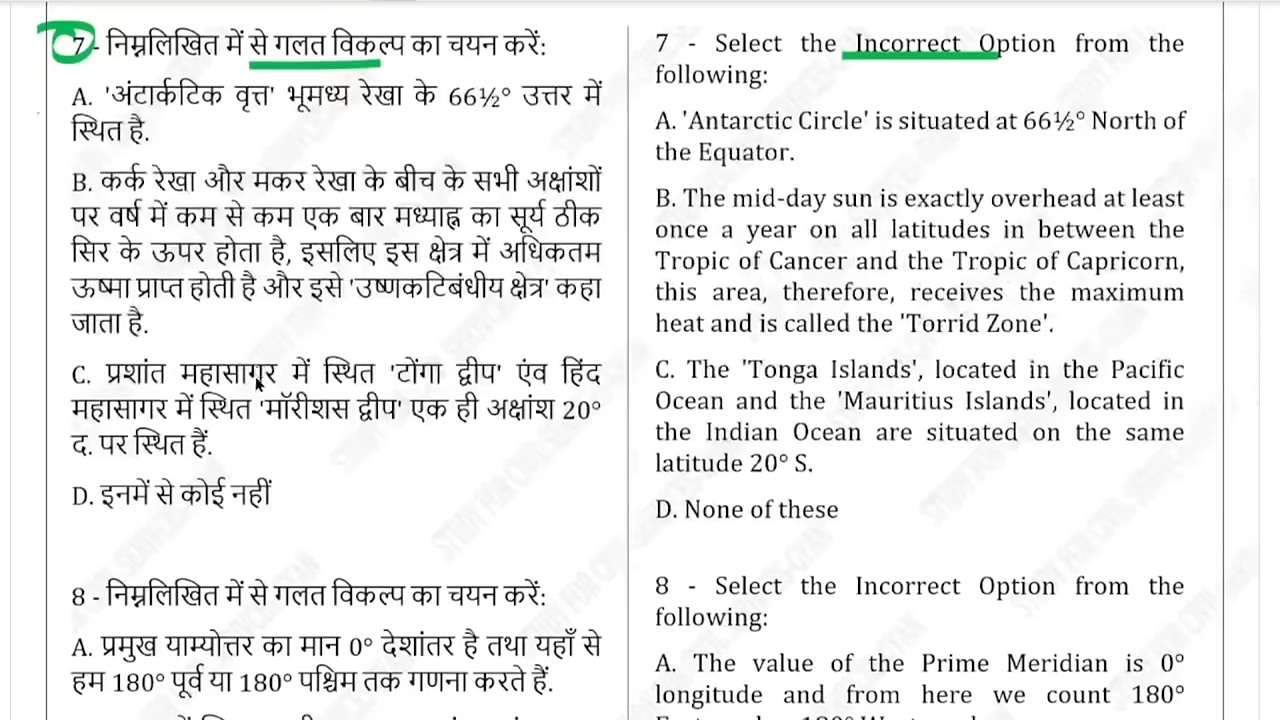 7 - निम्नलिखित में से गलत विकल्प का चयन करें:
A. 'अंटार्कटिक वृत्त' भूमध्य रेखा के 66½° उत्तर में
स्थित है.
B. कर्क रेखा और मकर रेखा के बीच के सभी अक्षांशों
पर वर्ष में कम से कम एक बार मध्याह्न का सूर्य ठीक
सिर के ऊपर होता है, इसलिए इस क्षेत्र में अधिकतम
ऊष्मा प्राप्त होती है और इसे 'उष्णकटिबंधीय क्षेत्र' कहा
जाता है.
C. प्रशांत महासागर में स्थित 'टोंगा द्वीप' एंव हिंद
महासागर में स्थित 'मॉरीशस द्वीप' एक ही अक्षांश 20°
द. पर स्थित हैं.
D. इनमें से कोई नहीं
8 - निम्नलिखित में से गलत विकल्प का चयन करें:
A. प्रमुख याम्योत्तर का मान 0° देशांतर है तथा यहाँ से
हम 180° पूर्व या 180° पश्चिम तक गणना करते हैं.
7 - Select the Incorrect Option from the
following:
A. 'Antarctic Circle' is situated at 66½° North of
the Equator.
B. The mid-day sun is exactly overhead at least
once a year on all latitudes in between the
Tropic of Cancer and the Tropic of Capricorn,
this area, therefore, receives the maximum
heat and is called the 'Torrid Zone'.
C. The 'Tonga Islands', located in the Pacific
Ocean and the 'Mauritius Islands', located in
the Indian Ocean are situated on the same
latitude 20° S.
D. None of these
8 - Select the Incorrect Option from the
following:
A. The value of the Prime Meridian is 0°
longitude and from here we count 180°